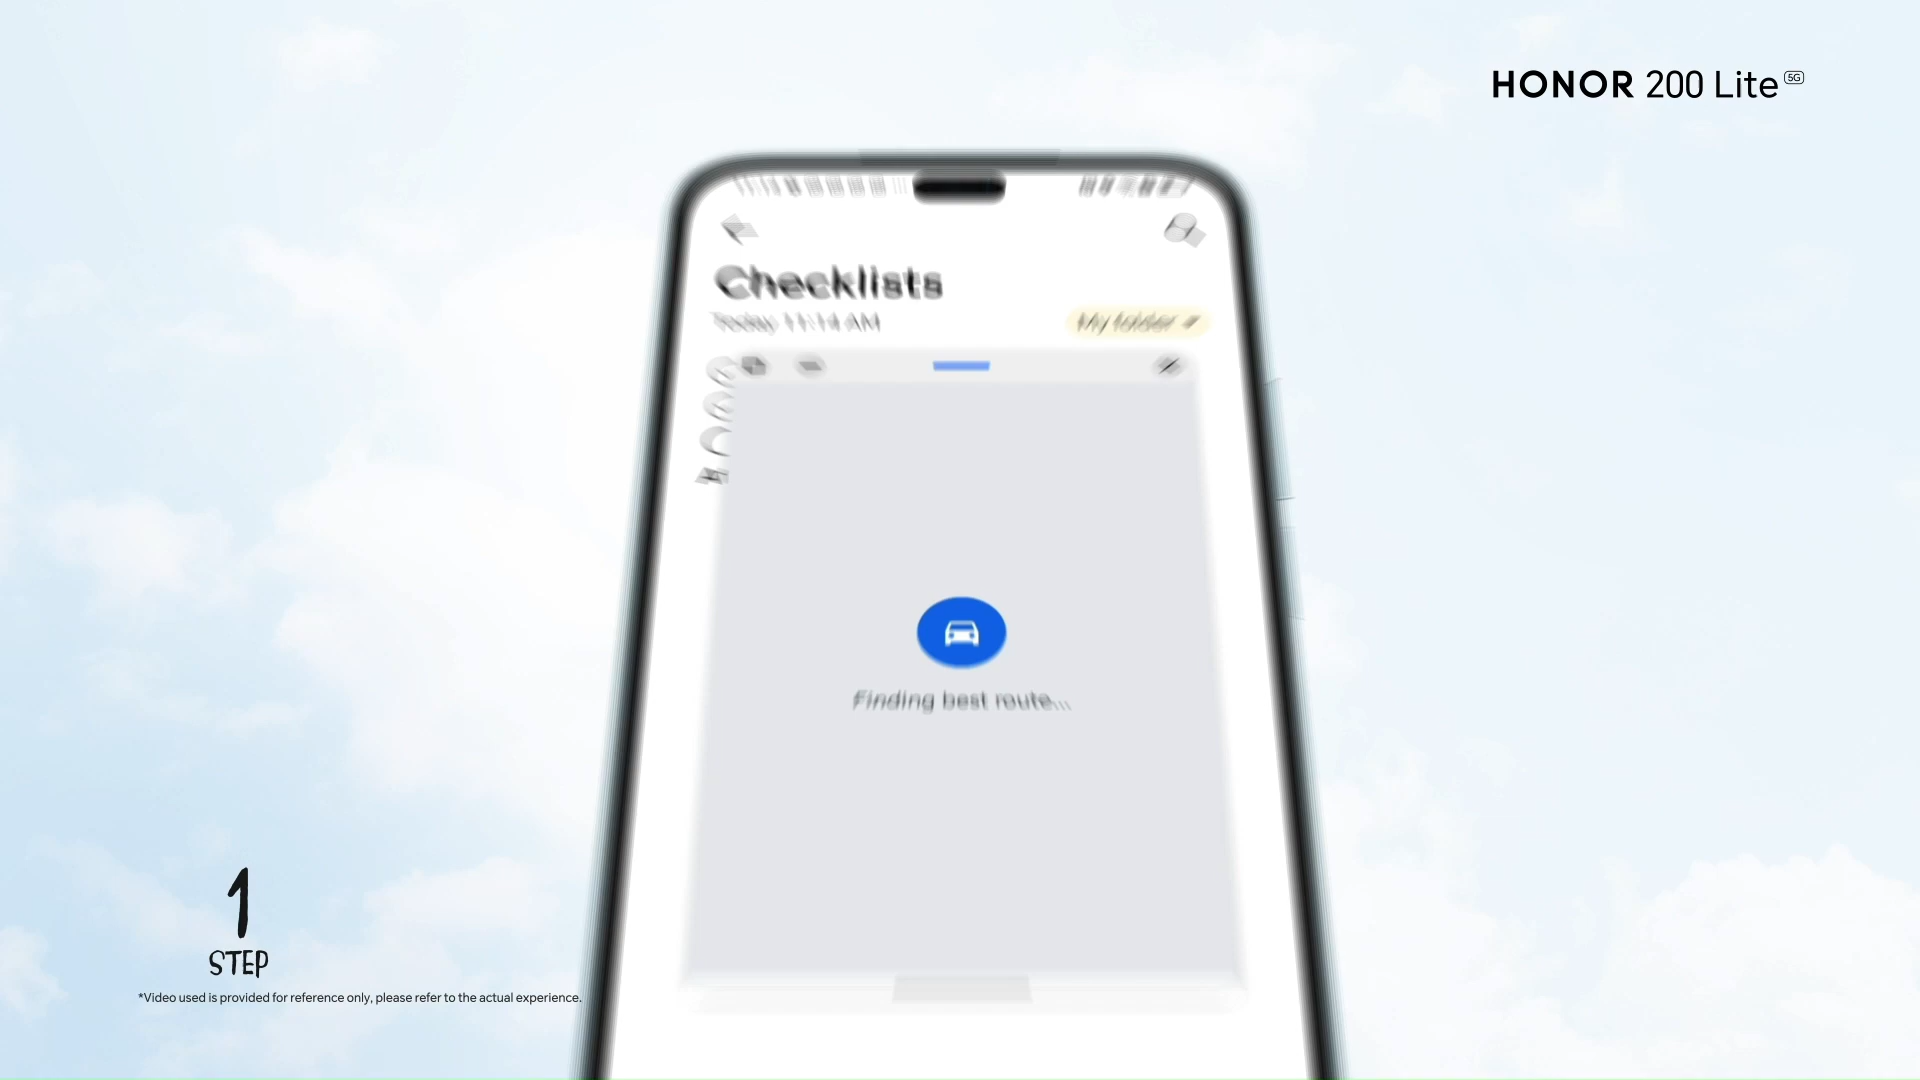 HONOR 200 Lite 5G
Checklists
Today 11:14 AM
My folder
Finding best route...
1
STEP
*Video used is provided for reference only, please refer to the actual experience.